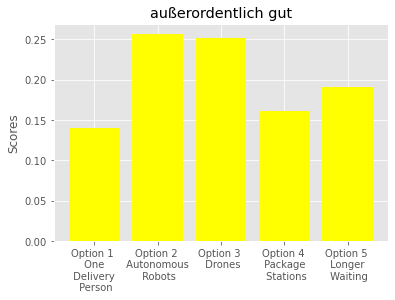 außerordentlich gut
Scores
0.25
0.20
0.15
0.10
0.05
0.00
Option 1
One
Delivery
Person
Option 2
Autonomous
Robots
Option 3
Drones
Option 4
Package
Stations
Option 5
Longer
Waiting